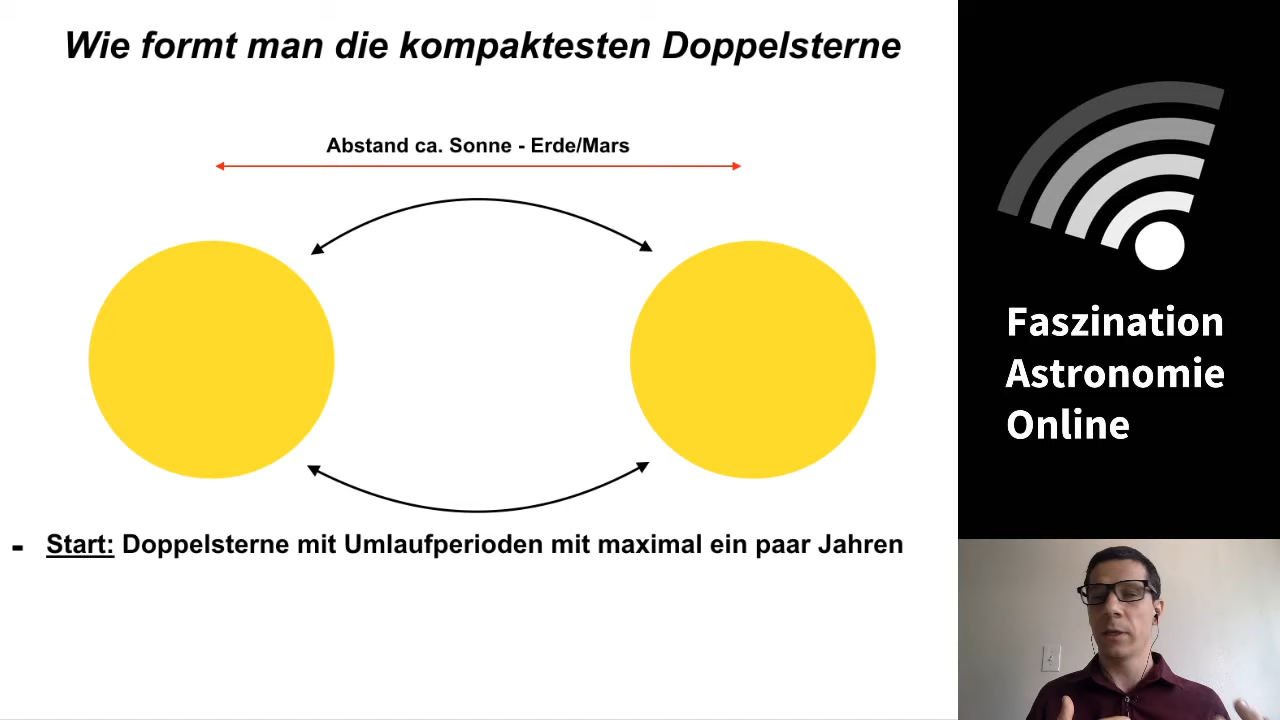 Wie formt man die kompaktesten Doppelsterne
Abstand ca. Sonne - Erde/Mars
- Start: Doppelsterne mit Umlaufperioden mit maximal ein paar Jahren
Faszination
Astronomie
Online